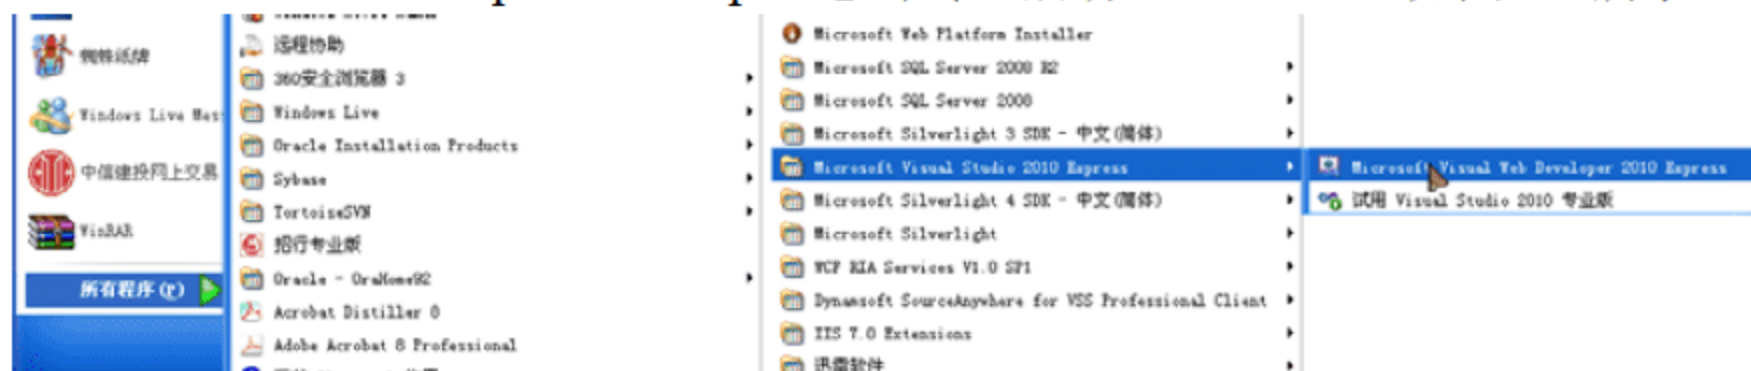 蜘蛛纸牌
Windows Live Mes
中信建投网上交易
WinRAR
所有程序(P)
远程协助
360安全浏览器 3
Windows Live
Oracle Installation Products
Sybase
TortoiseSVN
招行专业版
Oracle - OraHome92
Acrobat Distiller 8
Adobe Acrobat 8 Professional
Microsoft Web Platform Installer
Microsoft SQL Server 2008 R2
Microsoft SQL Server 2008
Microsoft Silverlight 3 SDK - 中文(简体)
Microsoft Visual Studio 2010 Express
Microsoft Silverlight 4 SDK - 中文(简体)
Microsoft Silverlight
WCF RIA Services V1.0 SP1
Dynamsoft SourceAnywhere for VSS Professional Client
IIS 7.0 Extensions
迅雷软件
Microsoft Visual Web Developer 2010 Express
试用 Visual Studio 2010 专业版